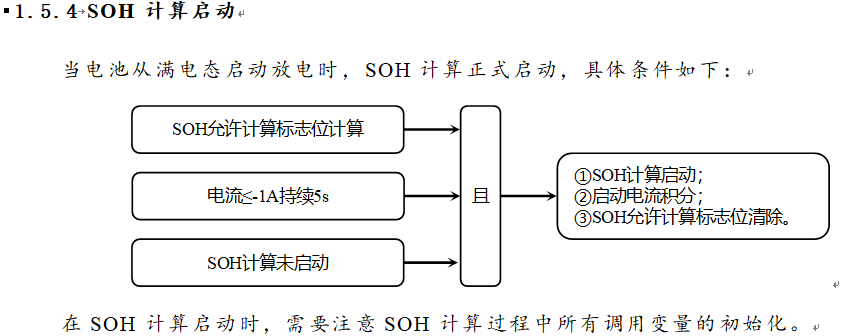 1.5.4 SOH 计算启动
当电池从满电态启动放电时，SOH 计算正式启动，具体条件如下：
SOH允许计算标志位计算
电流≤-1A持续5s
SOH计算未启动
且
①SOH计算启动；
②启动电流积分；
③SOH允许计算标志位清除。
在 SOH 计算启动时，需要注意 SOH 计算过程中所有调用变量的初始化。